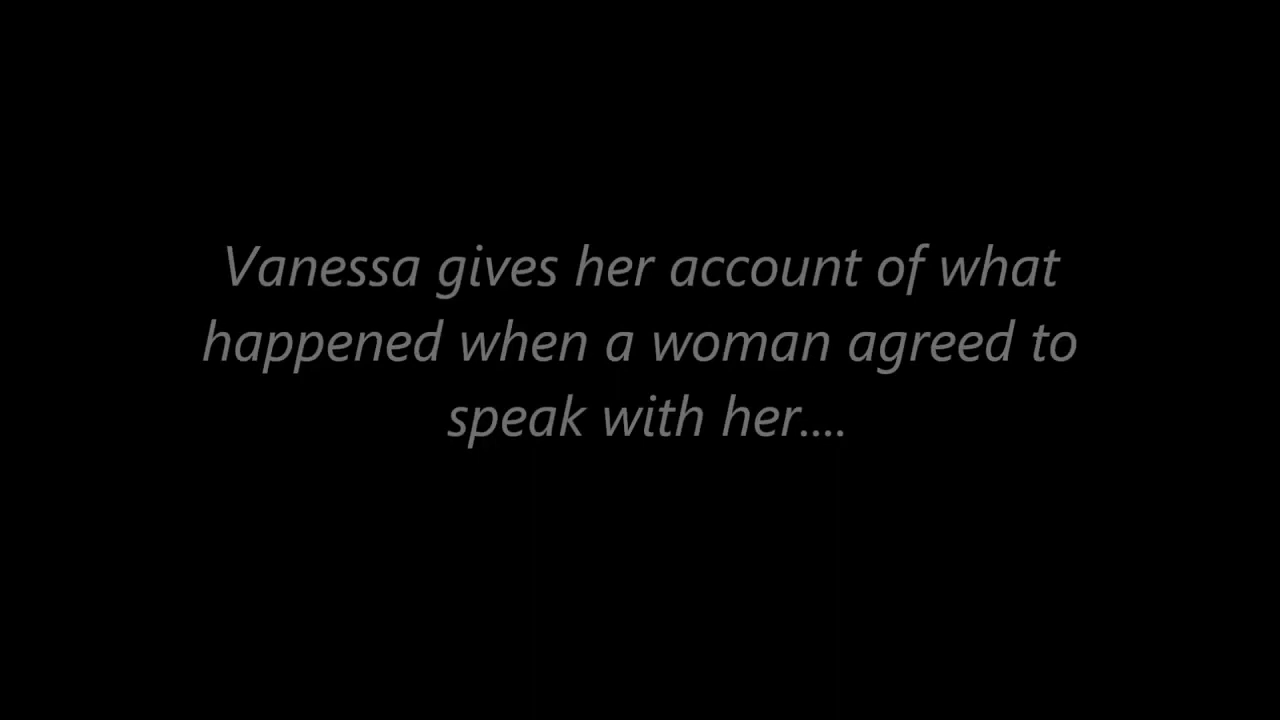 Vanessa gives her account of what
happened when a woman agreed to
speak with her....